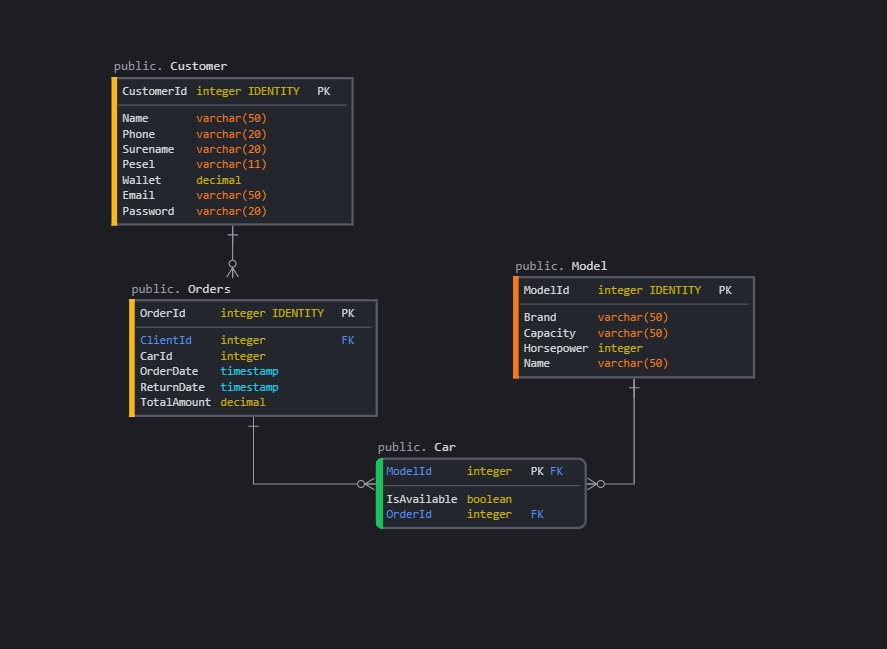 public. Customer
CustomerId integer IDENTITY PK
Name varchar(50)
Phone varchar(20)
Surename varchar(20)
Pesel varchar(11)
Wallet decimal
Email varchar(50)
Password varchar(20)
public. Orders
OrderId integer IDENTITY PK
ClientId integer FK
CarId integer
OrderDate timestamp
ReturnDate timestamp
TotalAmount decimal
public. Model
ModelId integer IDENTITY PK
Brand varchar(50)
Capacity varchar(50)
Horsepower integer
Name varchar(50)
public. Car
ModelId integer PK FK
IsAvailable boolean
OrderId integer FK